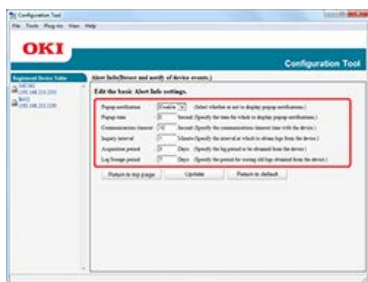 Configuration Tool
File Tools Plug-ins View Help
OKI
Configuration Tool
Registered Device Table
Alert Info(Detect and notify of device events.)
Edit the basic Alert Info settings.
Popup notification Disable (Select whether or not to display popup notifications.)
Popup time Second (Specify the time for which to display popup notifications.)
Communications timeout Second (Specify the communications timeout time with the device.)
Inquiry interval Minute (Specify the interval at which to obtain logs from the device.)
Acquisition period Days (Specify the log period to be obtained from the device.)
Log Storage period Days (Specify the period for storing old logs obtained from the device.)
Return to top page Update Return to default